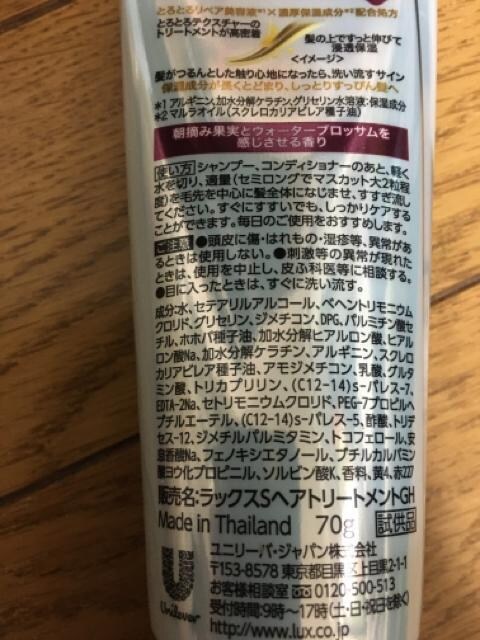 とろとろリペア美容液*¹×濃厚保湿成分*²配合処方
とろとろテクスチャーの
トリートメントが高密着
髪の上ですっと伸びて
浸透保湿
<イメージ>
髪がつるんとした触り心地になったら、洗い流すサイン
保湿成分が長くとどまり、しっとりすっぴん髪へ
*1 アルギニン,加水分解ケラチン,グリセリン水溶液:保湿成分
*2 マルラオイル(スクレロカリアビレア種子油)
朝摘み果実とウォーターブロッサムを
感じさせる香り
使い方 シャンプー、コンディショナーのあと、軽く
水を切り、適量(セミロングでマスカット大2粒程
度)を毛先を中心に髪全体になじませ、すすぎ流し
てください。すぐにすすいでも、しっかりケアする
ことができます。毎日のご使用をおすすめします。
ご注意 ●頭皮に傷・はれもの・湿疹等、異常があ
るときは使用しない。●刺激等の異常が現れた
ときは、使用を中止し、皮ふ科医等に相談する。
●目に入ったときは、すぐに洗い流す。
成分:水、セテアリルアルコール、ベヘントリモニウム
クロリド、グリセリン、ジメチコン、DPG、パルミチン酸セ
チル、ホホバ種子油、加水分解ヒアルロン酸、ヒアル
ロン酸Na、加水分解ケラチン、アルギニン、スクレロ
カリアビレア種子油、アモジメチコン、乳酸、グルタ
ミン酸、トリカプリリン、(C12-14)s-パレス-7、
EDTA-2Na、セトリモニウムクロリド、PEG-7プロピルヘ
プチルエーテル、(C12-14)s-パレス-5、酢酸、トリデ
セス-12、ジメチルパルミタミン、トコフェロール、安
息香酸Na、フェノキシエタノール、ブチルカルバミン
酸ヨウ化プロピニル、ソルビン酸K、香料、黄4、赤227
販売名:ラックスSヘアトリートメントGH
Made in Thailand 70g 試供品
Unilever
ユニリーバ・ジャパン株式会社
〒153-8578 東京都目黒区上目黒2-1-1
お客様相談室 0120-500-513
受付時間:9時〜17時(土・日・祝日を除く)
http://www.lux.co.jp